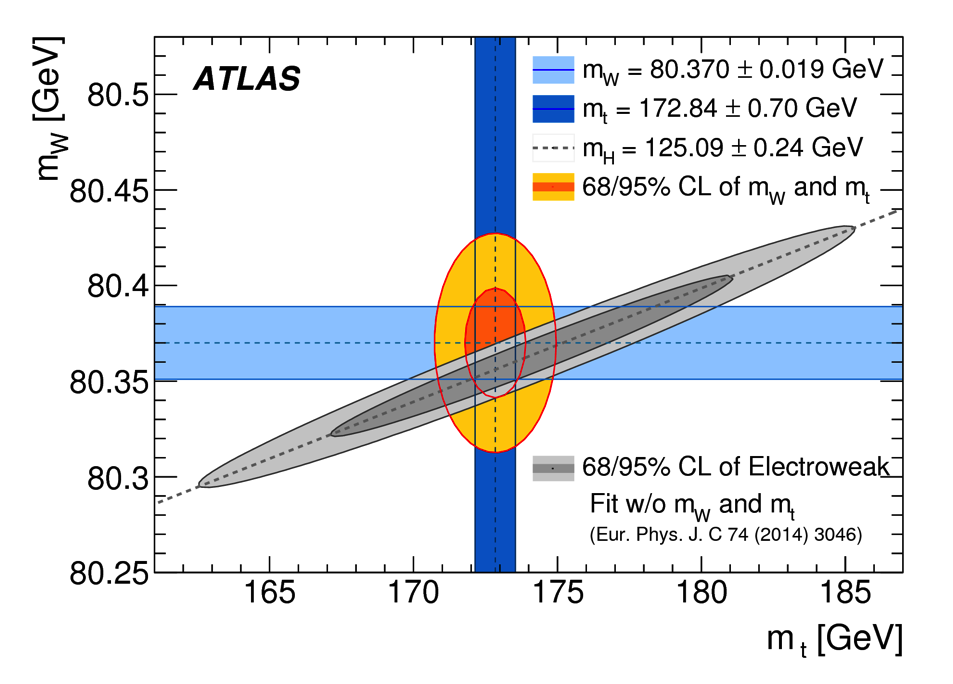 m_W [GeV]
80.5
80.45
80.4
80.35
80.3
80.25
ATLAS
m_W = 80.370 ± 0.019 GeV
m_t = 172.84 ± 0.70 GeV
m_H = 125.09 ± 0.24 GeV
68/95% CL of m_W and m_t
68/95% CL of Electroweak
Fit w/o m_W and m_t
(Eur. Phys. J. C 74 (2014) 3046)
165 170 175 180 185
m_t [GeV]